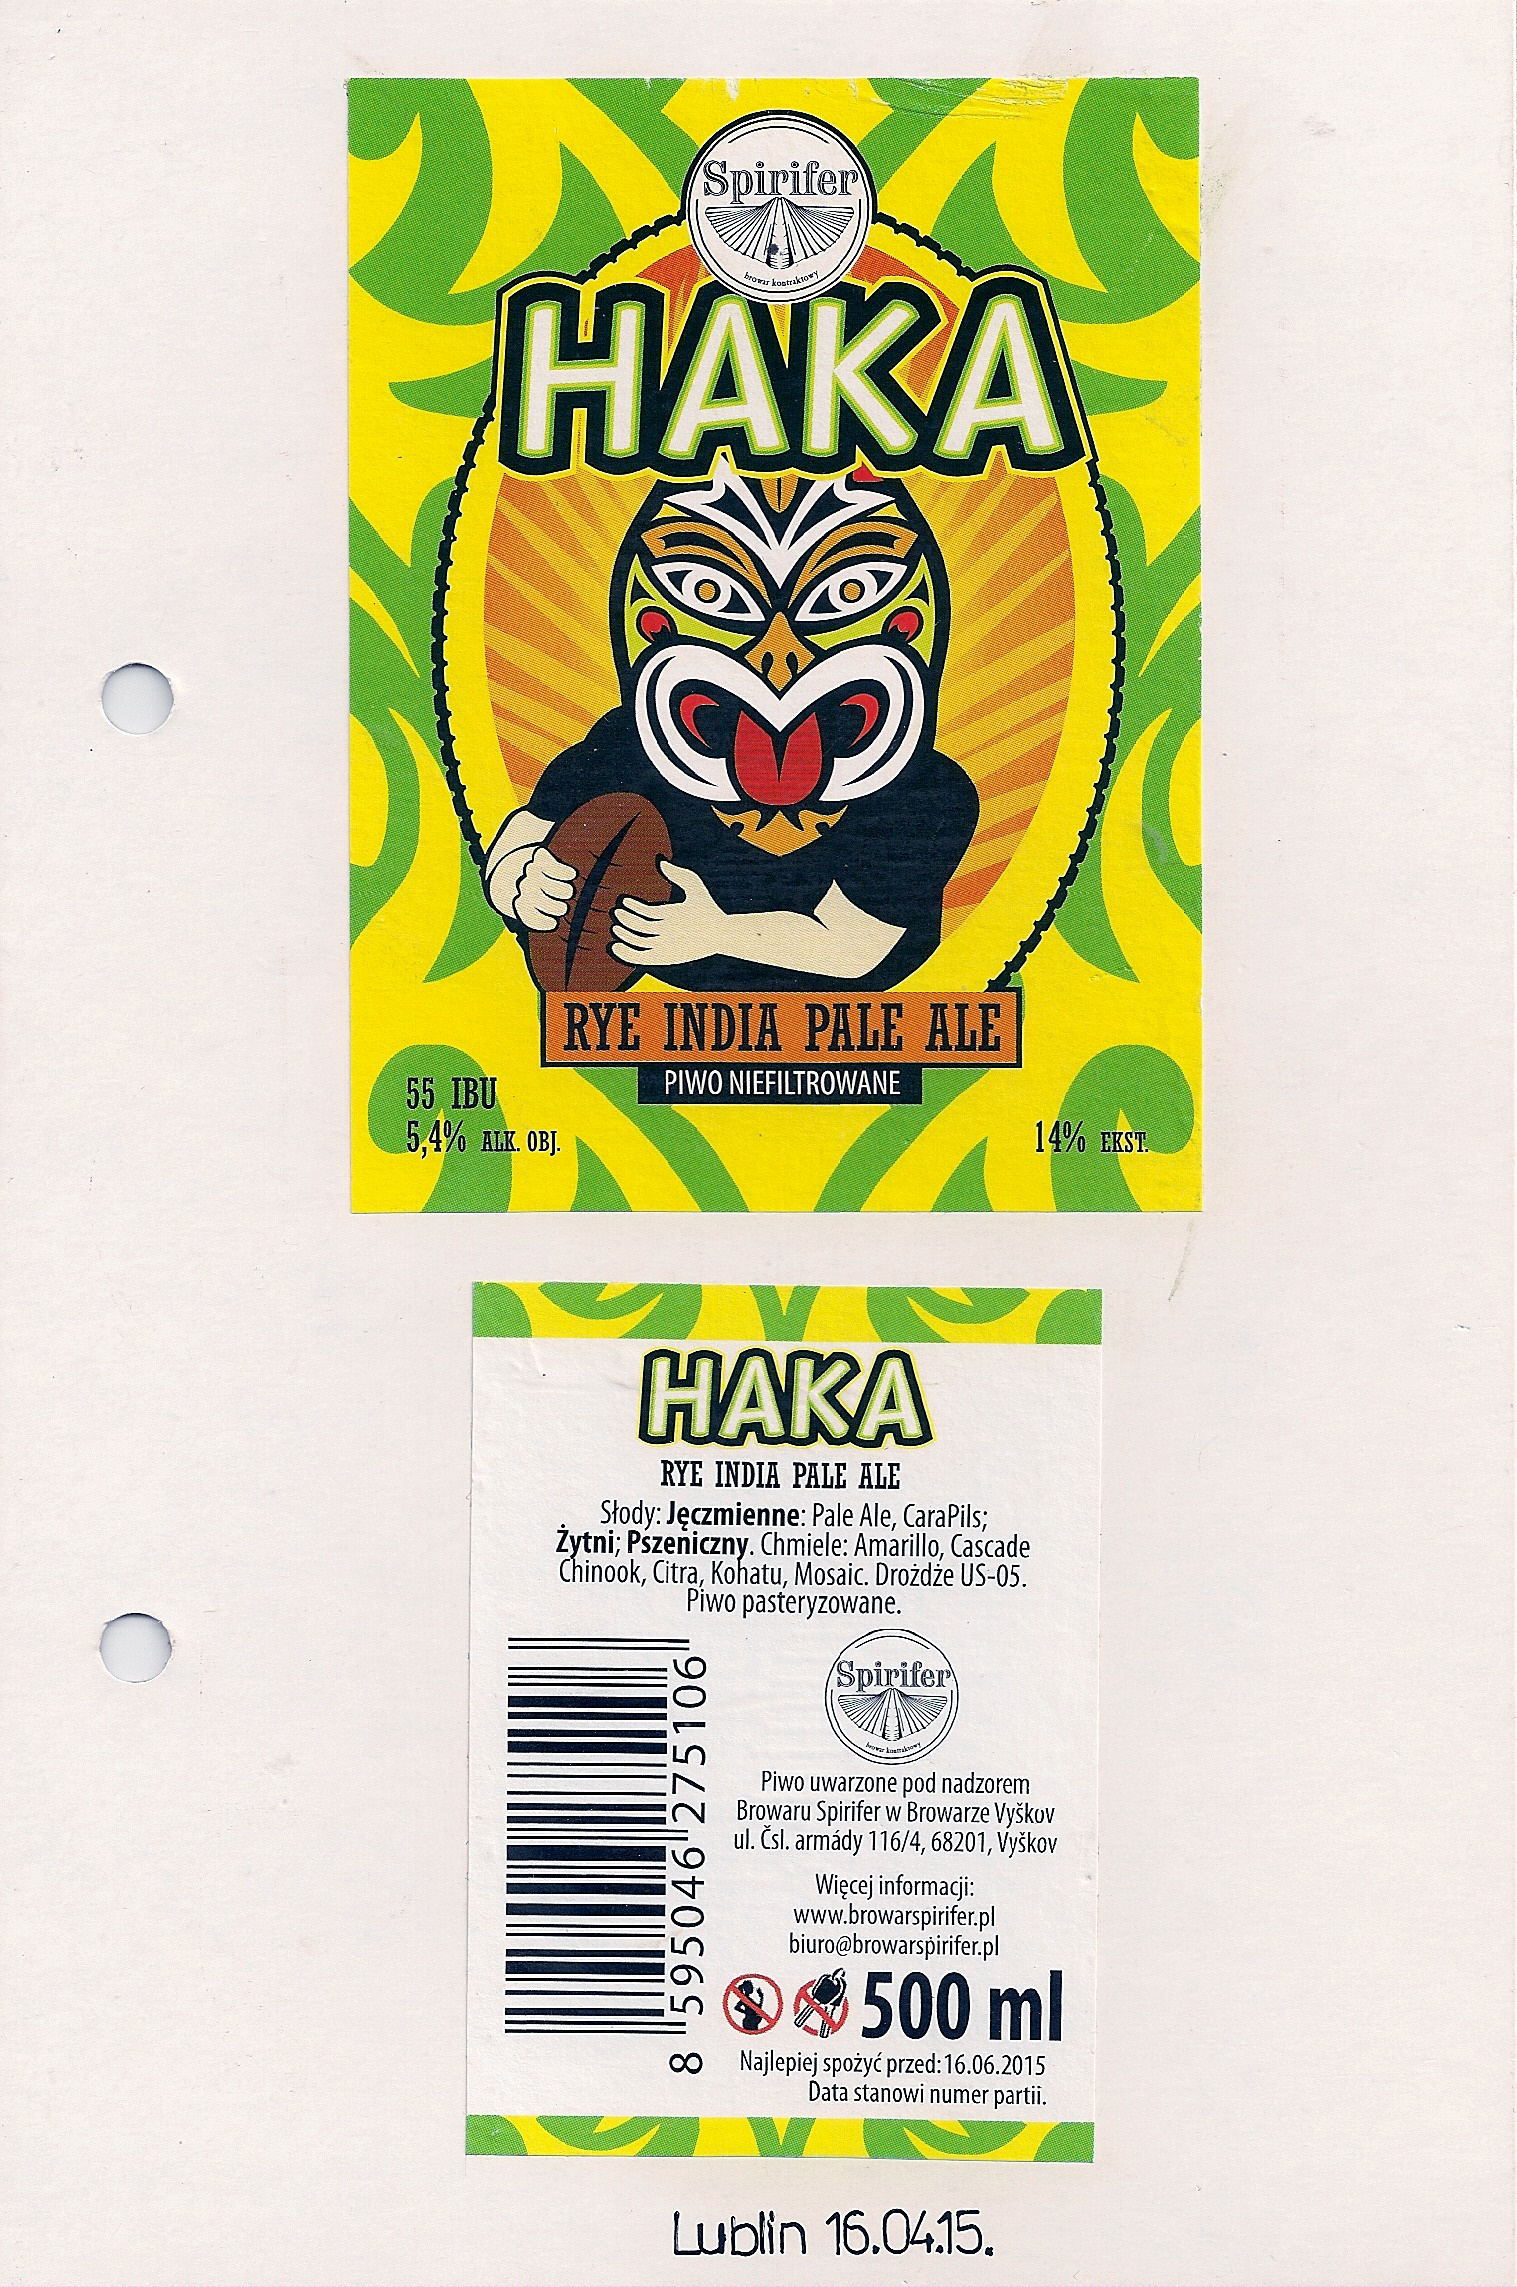 Spirifer
browar kontraktowy
HAKA
RYE INDIA PALE ALE
PIWO NIEFILTROWANE
55 IBU
5,4% ALK. OBJ.
14% EKST.
HAKA
RYE INDIA PALE ALE
Słody: Jęczmienne: Pale Ale, CaraPils;
Żytni; Pszeniczny. Chmiele: Amarillo, Cascade
Chinook, Citra, Kohatu, Mosaic. Drożdże US-05.
Piwo pasteryzowane.
8 595046 275106
Spirifer
browar kontraktowy
Piwo uwarzone pod nadzorem
Browaru Spirifer w Browarze Vyškov
ul. Čsl. armády 116/4, 68201, Vyškov
Więcej informacji:
www.browarspirifer.pl
biuro@browarspirifer.pl
500 ml
Najlepiej spożyć przed: 16.06.2015
Data stanowi numer partii.
Lublin 16.04.15.